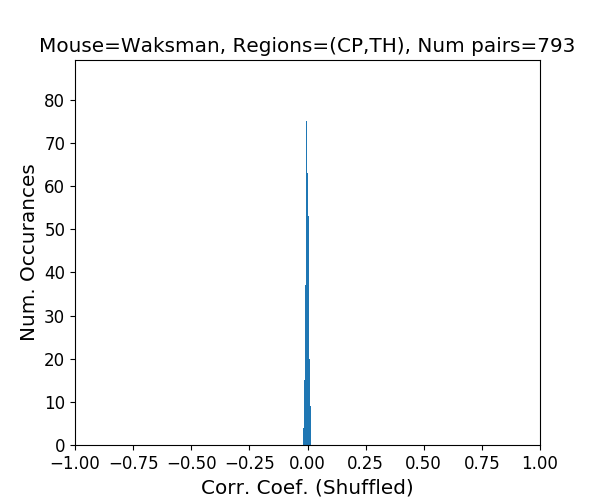 Mouse=Waksman, Regions=(CP,TH), Num pairs=793
Num. Occurances
80
70
60
50
40
30
20
10
0
−1.00 −0.75 −0.50 −0.25 0.00 0.25 0.50 0.75 1.00
Corr. Coef. (Shuffled)